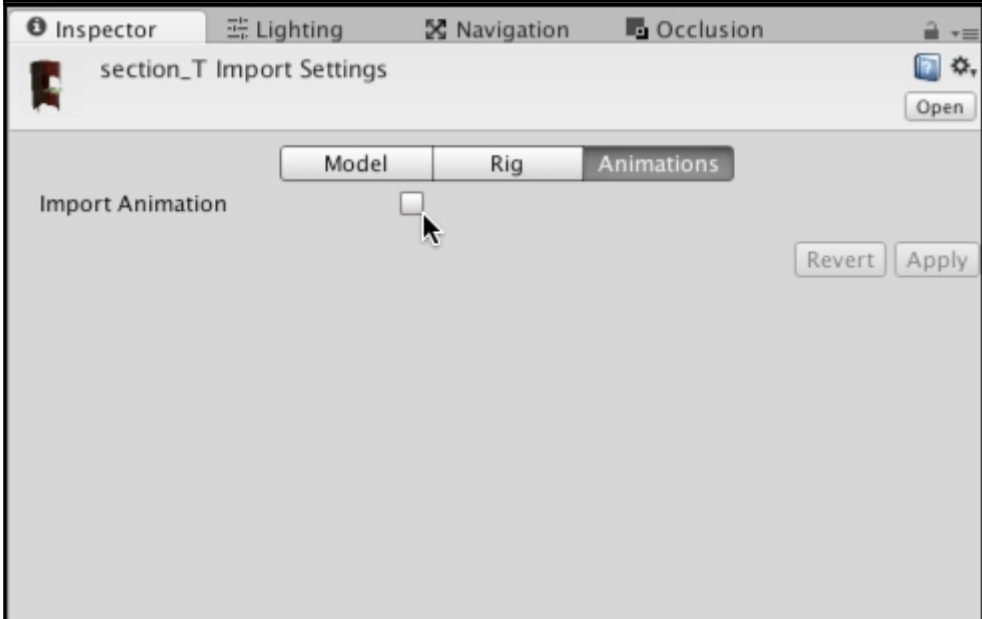 Inspector Lighting Navigation Occlusion
section_T Import Settings
Open
Model Rig Animations
Import Animation
Revert Apply